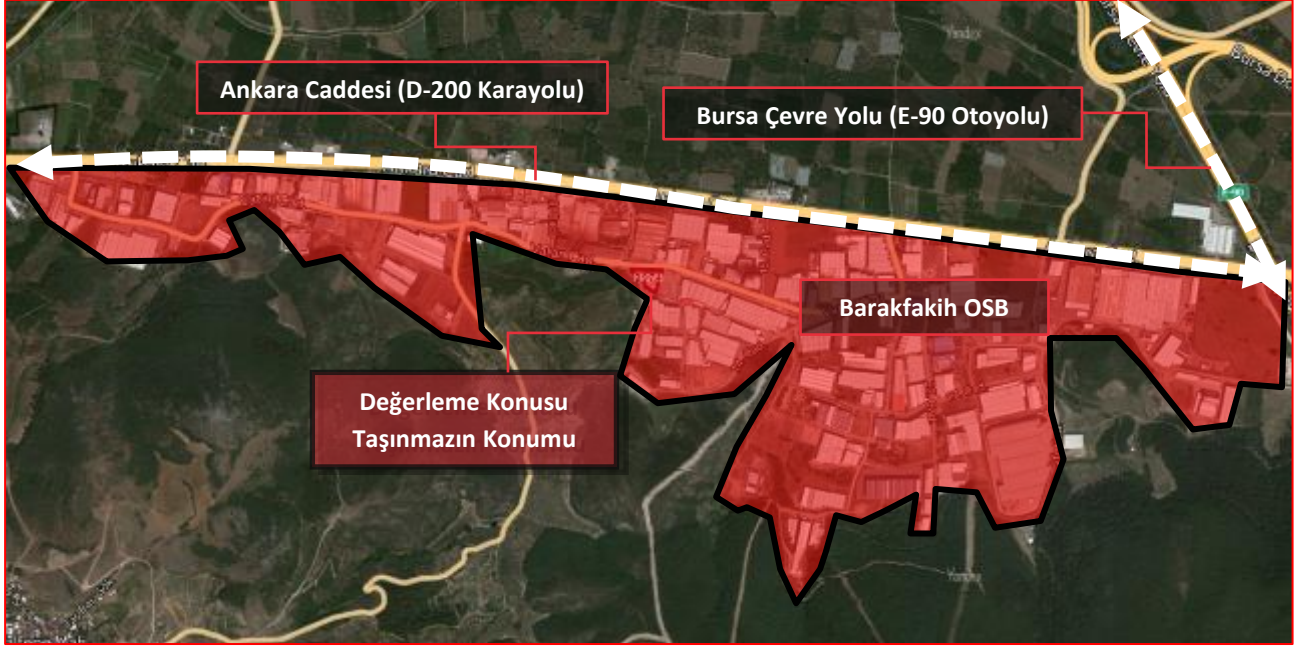 Ankara Caddesi (D-200 Karayolu)
Bursa Çevre Yolu (E-90 Otoyolu)
Barakfakih OSB
Değerleme Konusu
Taşınmazın Konumu